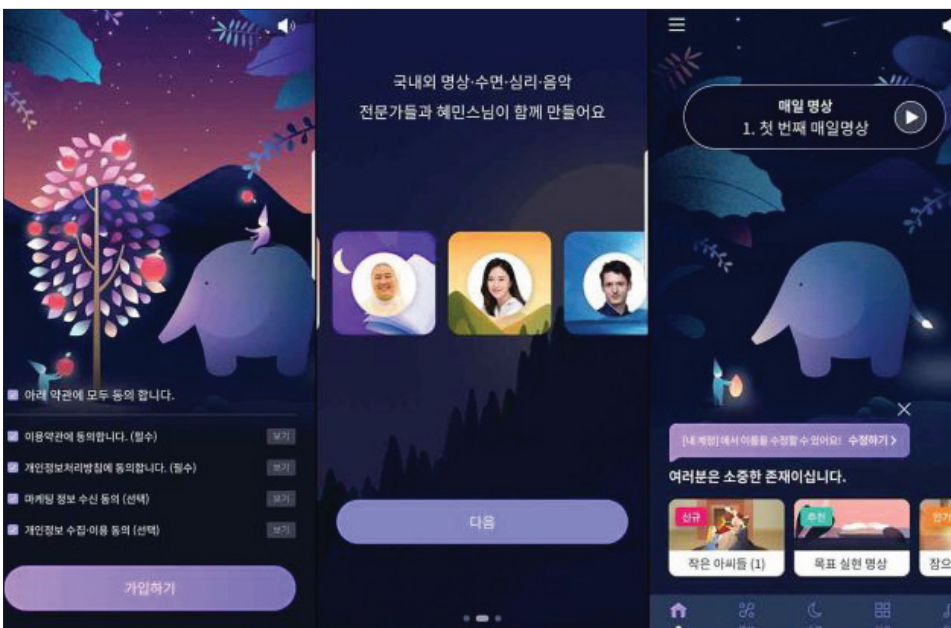 아래 약관에 모두 동의 합니다.
이용약관에 동의합니다. (필수)
보기
개인정보처리방침에 동의합니다. (필수)
보기
마케팅 정보 수신 동의 (선택)
보기
개인정보 수집·이용 동의 (선택)
보기
가입하기
국내외 명상·수면·심리·음악
전문가들과 혜민스님이 함께 만들어요
다음
매일 명상
1. 첫 번째 매일명상
[내 계정]에서 이름을 수정할 수 있어요! 수정하기 >
여러분은 소중한 존재이십니다.
신규
작은 아씨들 (1)
추천
목표 실현 명상
인기
잠으